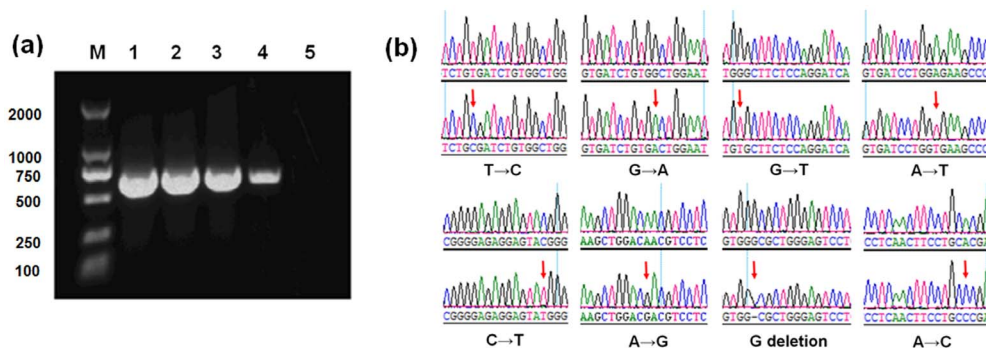 (a)
M 1 2 3 4 5
2000
1000
750
500
250
100
(b)
TCTGTGATCTGTGGCTGG GTGATCTGTGGCTGGAAT TGGGCTTCTCCAGGATCA GTGATCCTGGAGAAGCCC
TCTGCGATCTGTGGCTGG GTGATCTGTGACTGGAAT TGTGCTTCTCCAGGATCA GTGATCCTGGTGAAGCCC
T→C G→A G→T A→T
CGGGGAGAGGAGTACGGG AAGCTGGACAACGTCCTC GTGGGCGCTGGGAGTCCT CCTCAACTTCCTGCACGA
CGGGGAGAGGAGTATGGG AAGCTGGACGACGTCCTC GTGG-CGCTGGGAGTCCT CCTCAACTTCCTGCCCGA
C→T A→G G deletion A→C